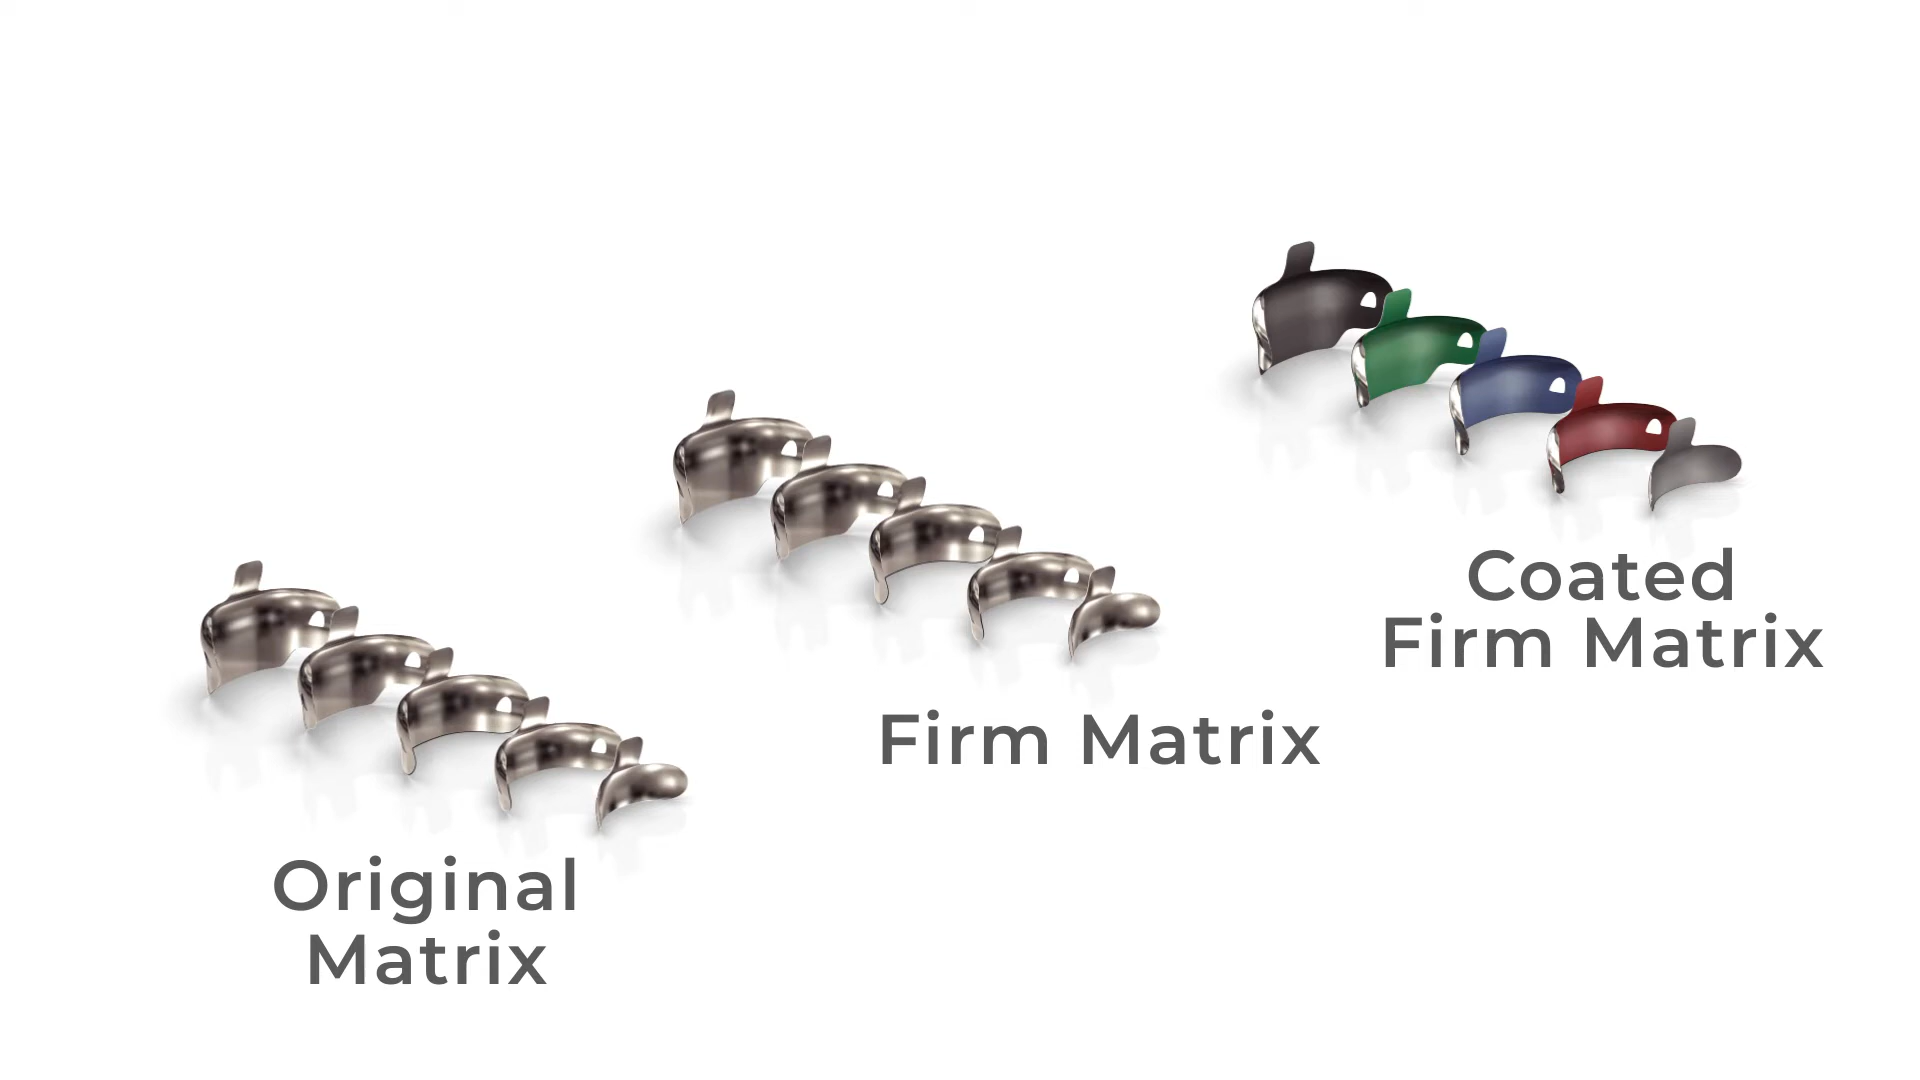 Original
Matrix
Firm Matrix
Coated
Firm Matrix